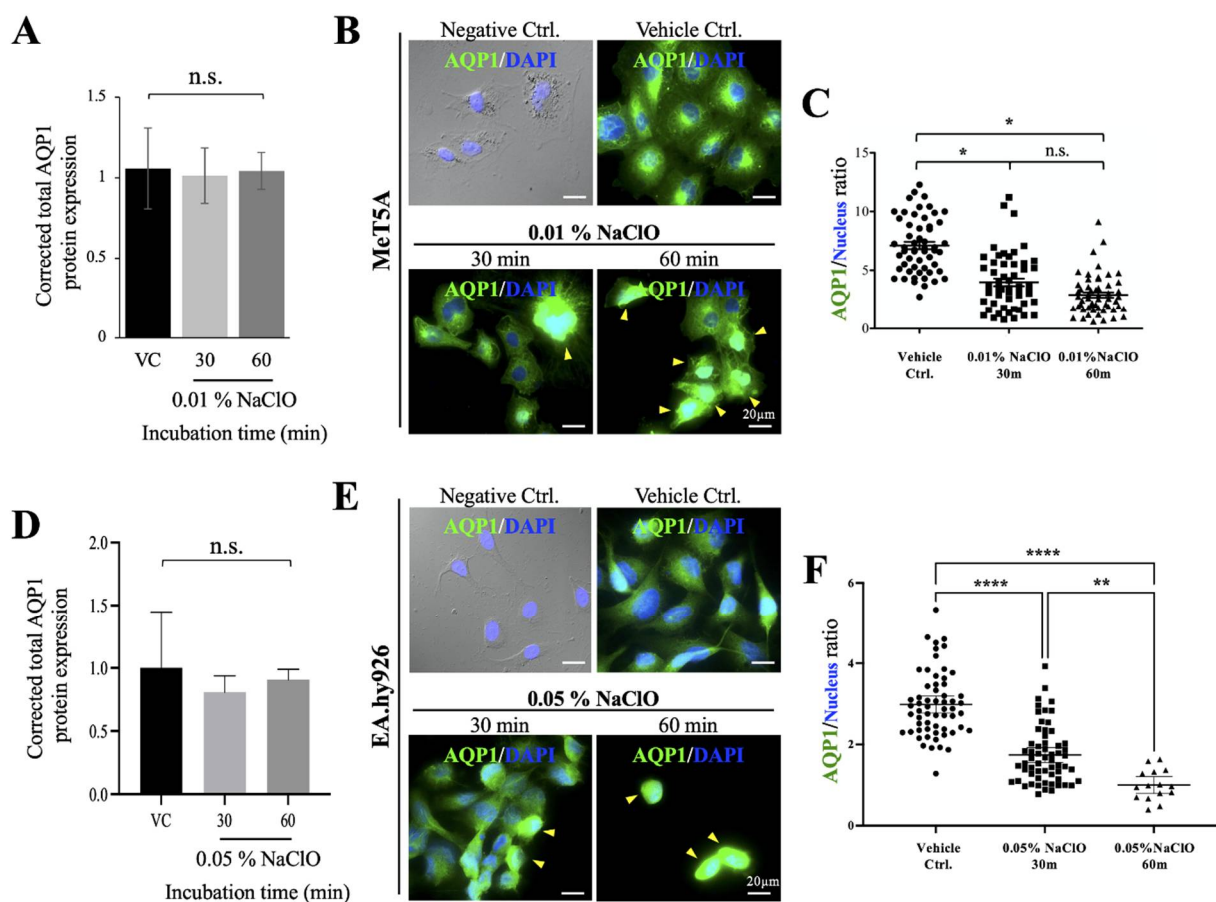 A
n.s.
1.5
1
0.5
0
Corrected total AQP1
protein expression
VC 30 60
0.01 % NaClO
Incubation time (min)
B
MeT5A
Negative Ctrl. Vehicle Ctrl.
AQP1/DAPI AQP1/DAPI
0.01 % NaClO
30 min 60 min
AQP1/DAPI AQP1/DAPI
20µm
C
*
* n.s.
15
10
5
0
AQP1/Nucleus ratio
Vehicle 0.01% NaClO 0.01%NaClO
Ctrl. 30m 60m
D
n.s.
2.0
1.5
1.0
0.5
0.0
Corrected total AQP1
protein expression
VC 30 60
0.05 % NaClO
Incubation time (min)
E
EA.hy926
Negative Ctrl. Vehicle Ctrl.
AQP1/DAPI AQP1/DAPI
0.05 % NaClO
30 min 60 min
AQP1/DAPI AQP1/DAPI
20µm
F
****
**** **
6
4
2
0
AQP1/Nucleus ratio
Vehicle 0.05% NaClO 0.05%NaClO
Ctrl. 30m 60m